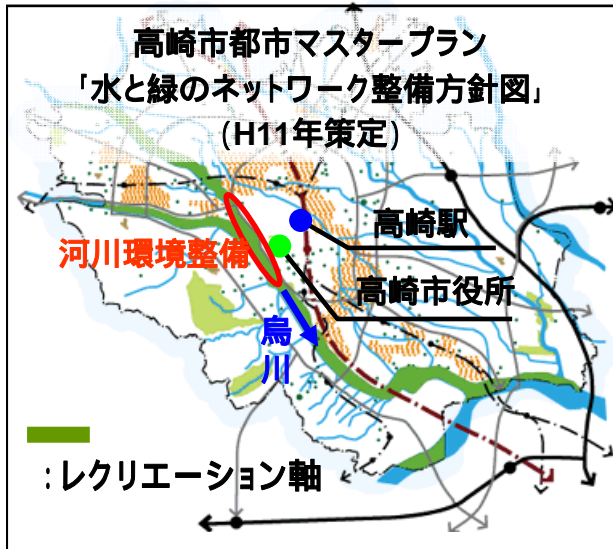 高崎市都市マスタープラン
「水と緑のネットワーク整備方針図」
(H11年策定)
高崎駅
河川環境整備
高崎市役所
烏川
:レクリエーション軸